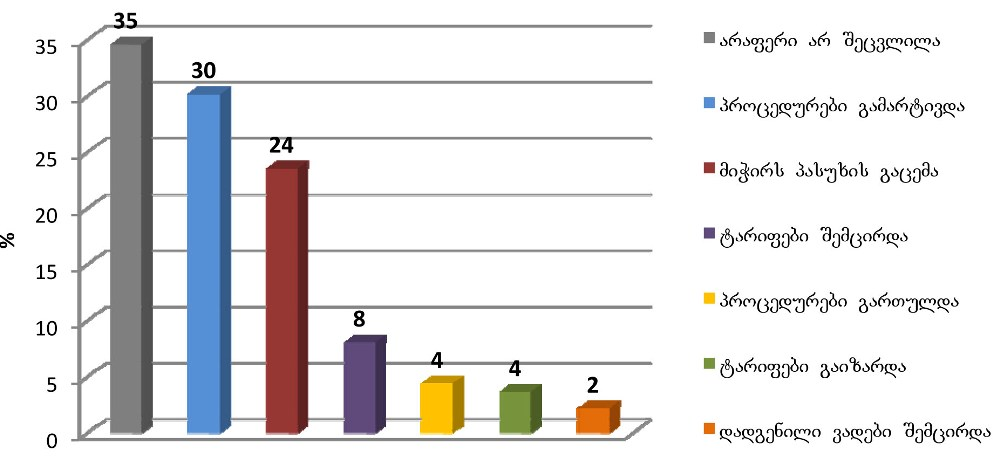 35
30
24
8
4
4
2
35
30
25
20
15
10
5
0
%
არაფერი არ შეცვლილა
პროცედურები გამარტივდა
მიჭირს პასუხის გაცემა
ტარიფები შემცირდა
პროცედურები გართულდა
ტარიფები გაიზარდა
დადგენილი ვადები შემცირდა